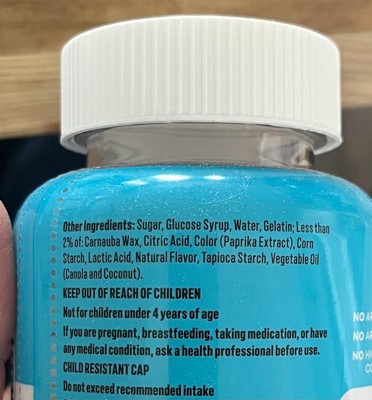 Other Ingredients: Sugar, Glucose Syrup, Water, Gelatin; Less than
2% of: Carnauba Wax, Citric Acid, Color (Paprika Extract), Corn
Starch, Lactic Acid, Natural Flavor, Tapioca Starch, Vegetable Oil
(Canola and Coconut).
KEEP OUT OF REACH OF CHILDREN
Not for children under 4 years of age
If you are pregnant, breastfeeding, taking medication, or have
any medical condition, ask a health professional before use.
CHILD RESISTANT CAP
Do not exceed recommended intake
NO
NO
NO